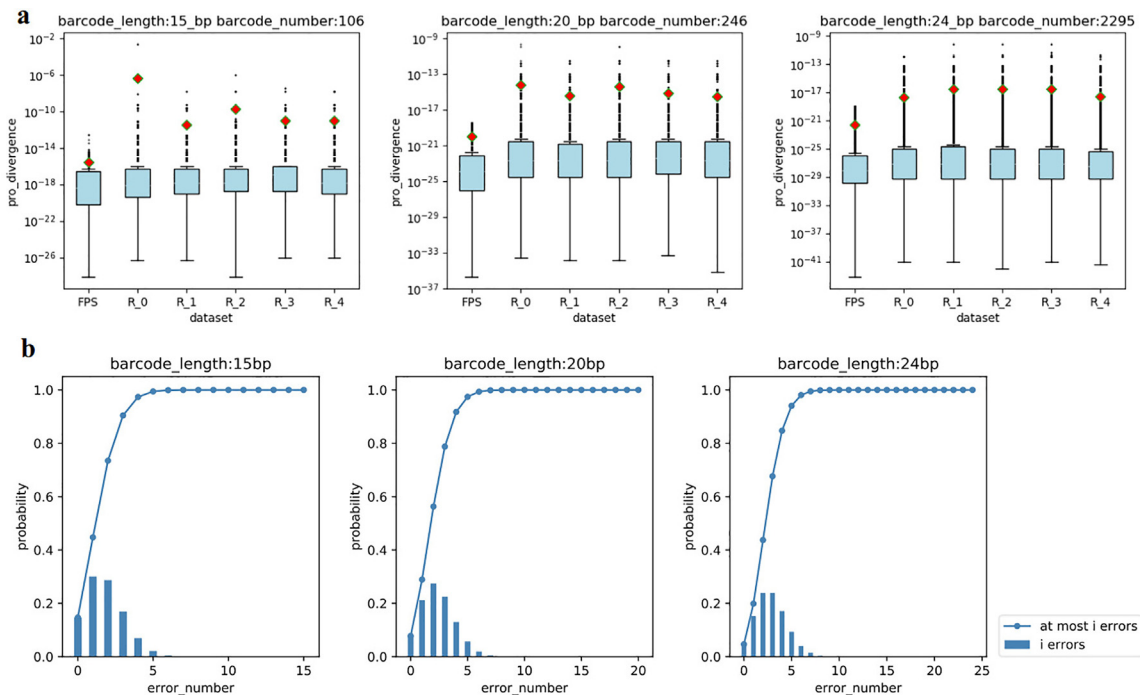 a
barcode_length:15_bp barcode_number:106
10^-2
10^-6
10^-10
10^-14
10^-18
10^-22
10^-26
pro_divergence
FPS R_0 R_1 R_2 R_3 R_4
dataset
barcode_length:20_bp barcode_number:246
10^-9
10^-13
10^-17
10^-21
10^-25
10^-29
10^-33
10^-37
pro_divergence
FPS R_0 R_1 R_2 R_3 R_4
dataset
barcode_length:24_bp barcode_number:2295
10^-9
10^-13
10^-17
10^-21
10^-25
10^-29
10^-33
10^-37
10^-41
pro_divergence
FPS R_0 R_1 R_2 R_3 R_4
dataset
b
barcode_length:15bp
1.0
0.8
0.6
0.4
0.2
0.0
probability
0 5 10 15
error_number
barcode_length:20bp
1.0
0.8
0.6
0.4
0.2
0.0
probability
0 5 10 15 20
error_number
barcode_length:24bp
1.0
0.8
0.6
0.4
0.2
0.0
probability
0 5 10 15 20 25
error_number
at most i errors
i errors